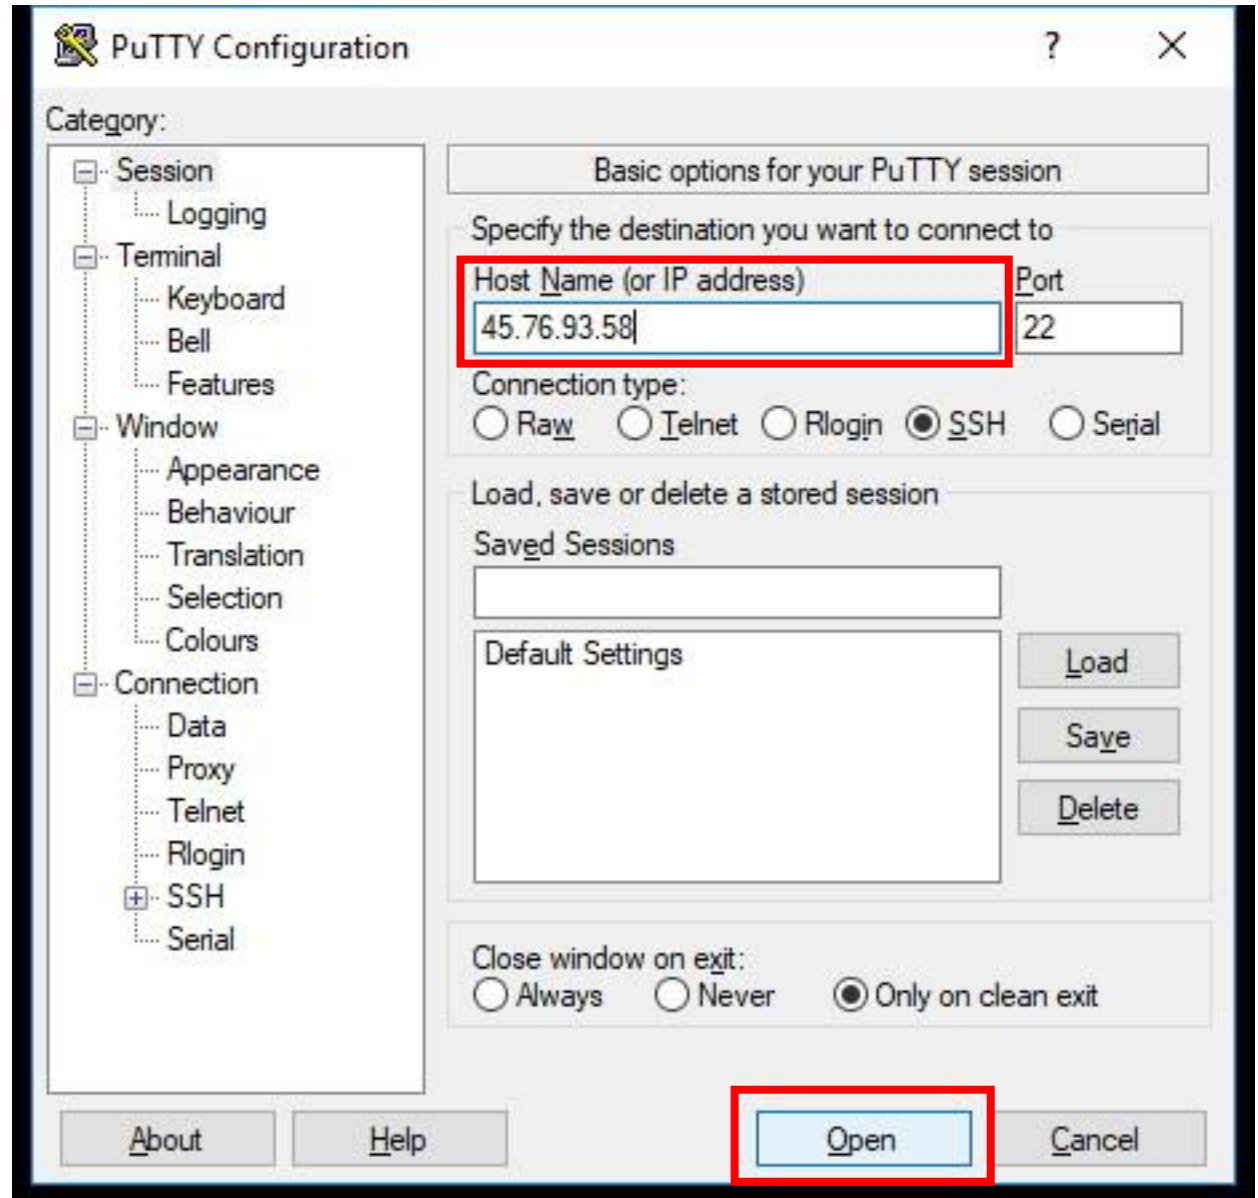 PuTTY Configuration
Category:
Session
Logging
Terminal
Keyboard
Bell
Features
Window
Appearance
Behaviour
Translation
Selection
Colours
Connection
Data
Proxy
Telnet
Rlogin
SSH
Serial
Basic options for your PuTTY session
Specify the destination you want to connect to
Host Name (or IP address) Port
45.76.93.58 22
Connection type:
Raw Telnet Rlogin SSH Serial
Load, save or delete a stored session
Saved Sessions
Default Settings
Load
Save
Delete
Close window on exit:
Always Never Only on clean exit
About Help Open Cancel